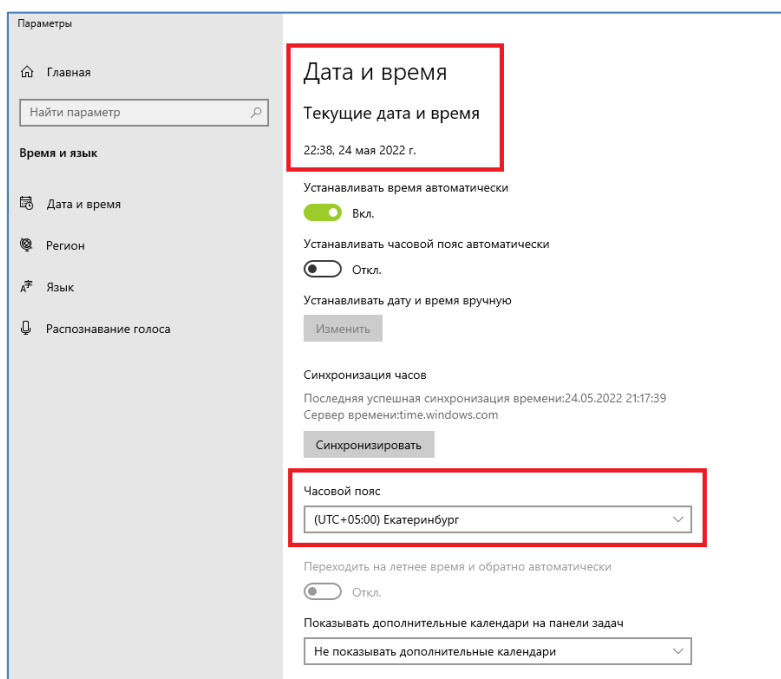 Параметры
Главная
Найти параметр
Время и язык
Дата и время
Регион
Язык
Распознавание голоса
Дата и время
Текущие дата и время
22:38, 24 мая 2022 г.
Устанавливать время автоматически
Вкл.
Устанавливать часовой пояс автоматически
Откл.
Устанавливать дату и время вручную
Изменить
Синхронизация часов
Последняя успешная синхронизация времени:24.05.2022 21:17:39
Сервер времени:time.windows.com
Синхронизировать
Часовой пояс
(UTC+05:00) Екатеринбург
Переходить на летнее время и обратно автоматически
Откл.
Показывать дополнительные календари на панели задач
Не показывать дополнительные календари